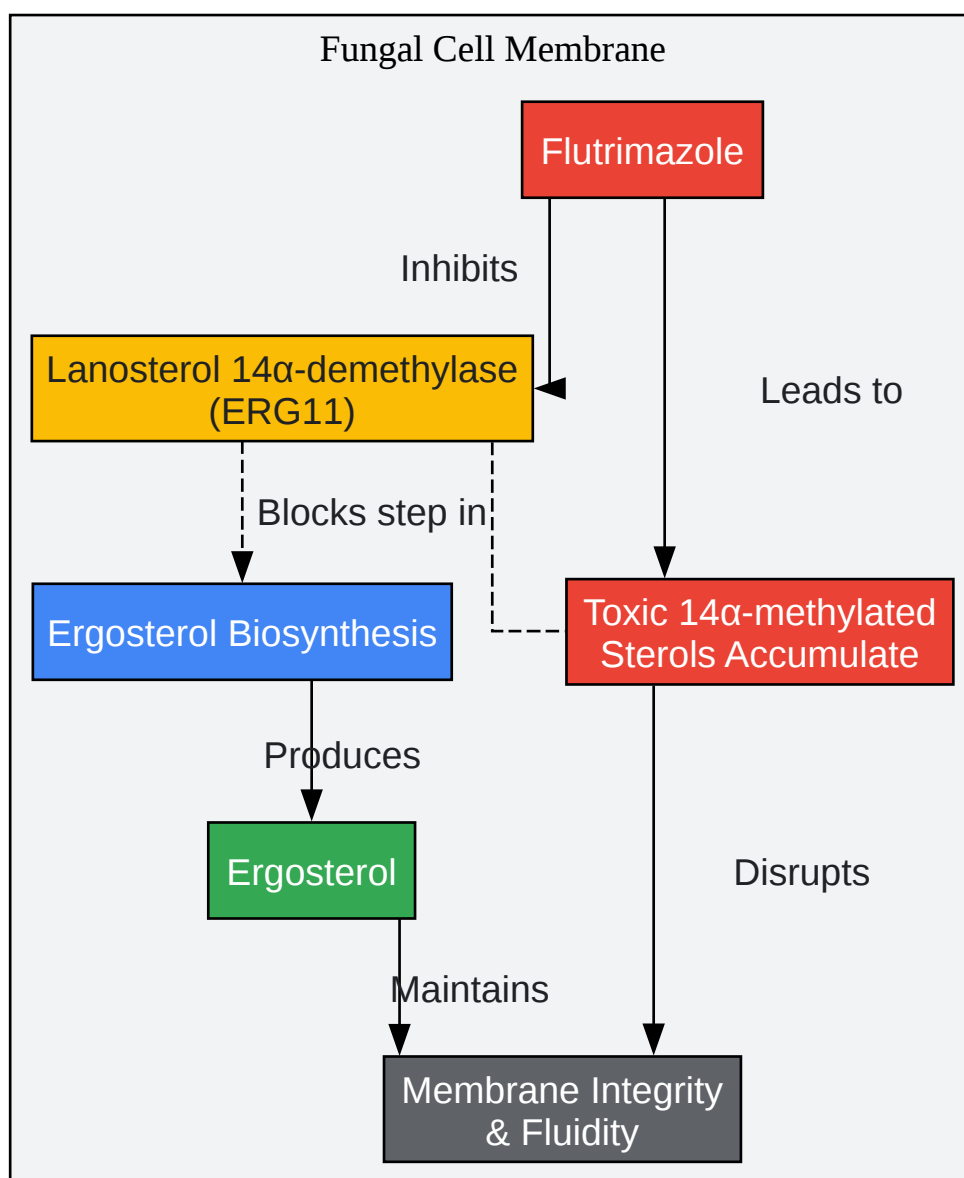 Fungal Cell Membrane
Flutrimazole
Inhibits
Lanosterol 14α-demethylase
(ERG11)
Leads to
Blocks step in
Ergosterol Biosynthesis
Toxic 14α-methylated
Sterols Accumulate
Produces
Ergosterol
Disrupts
Maintains
Membrane Integrity
& Fluidity